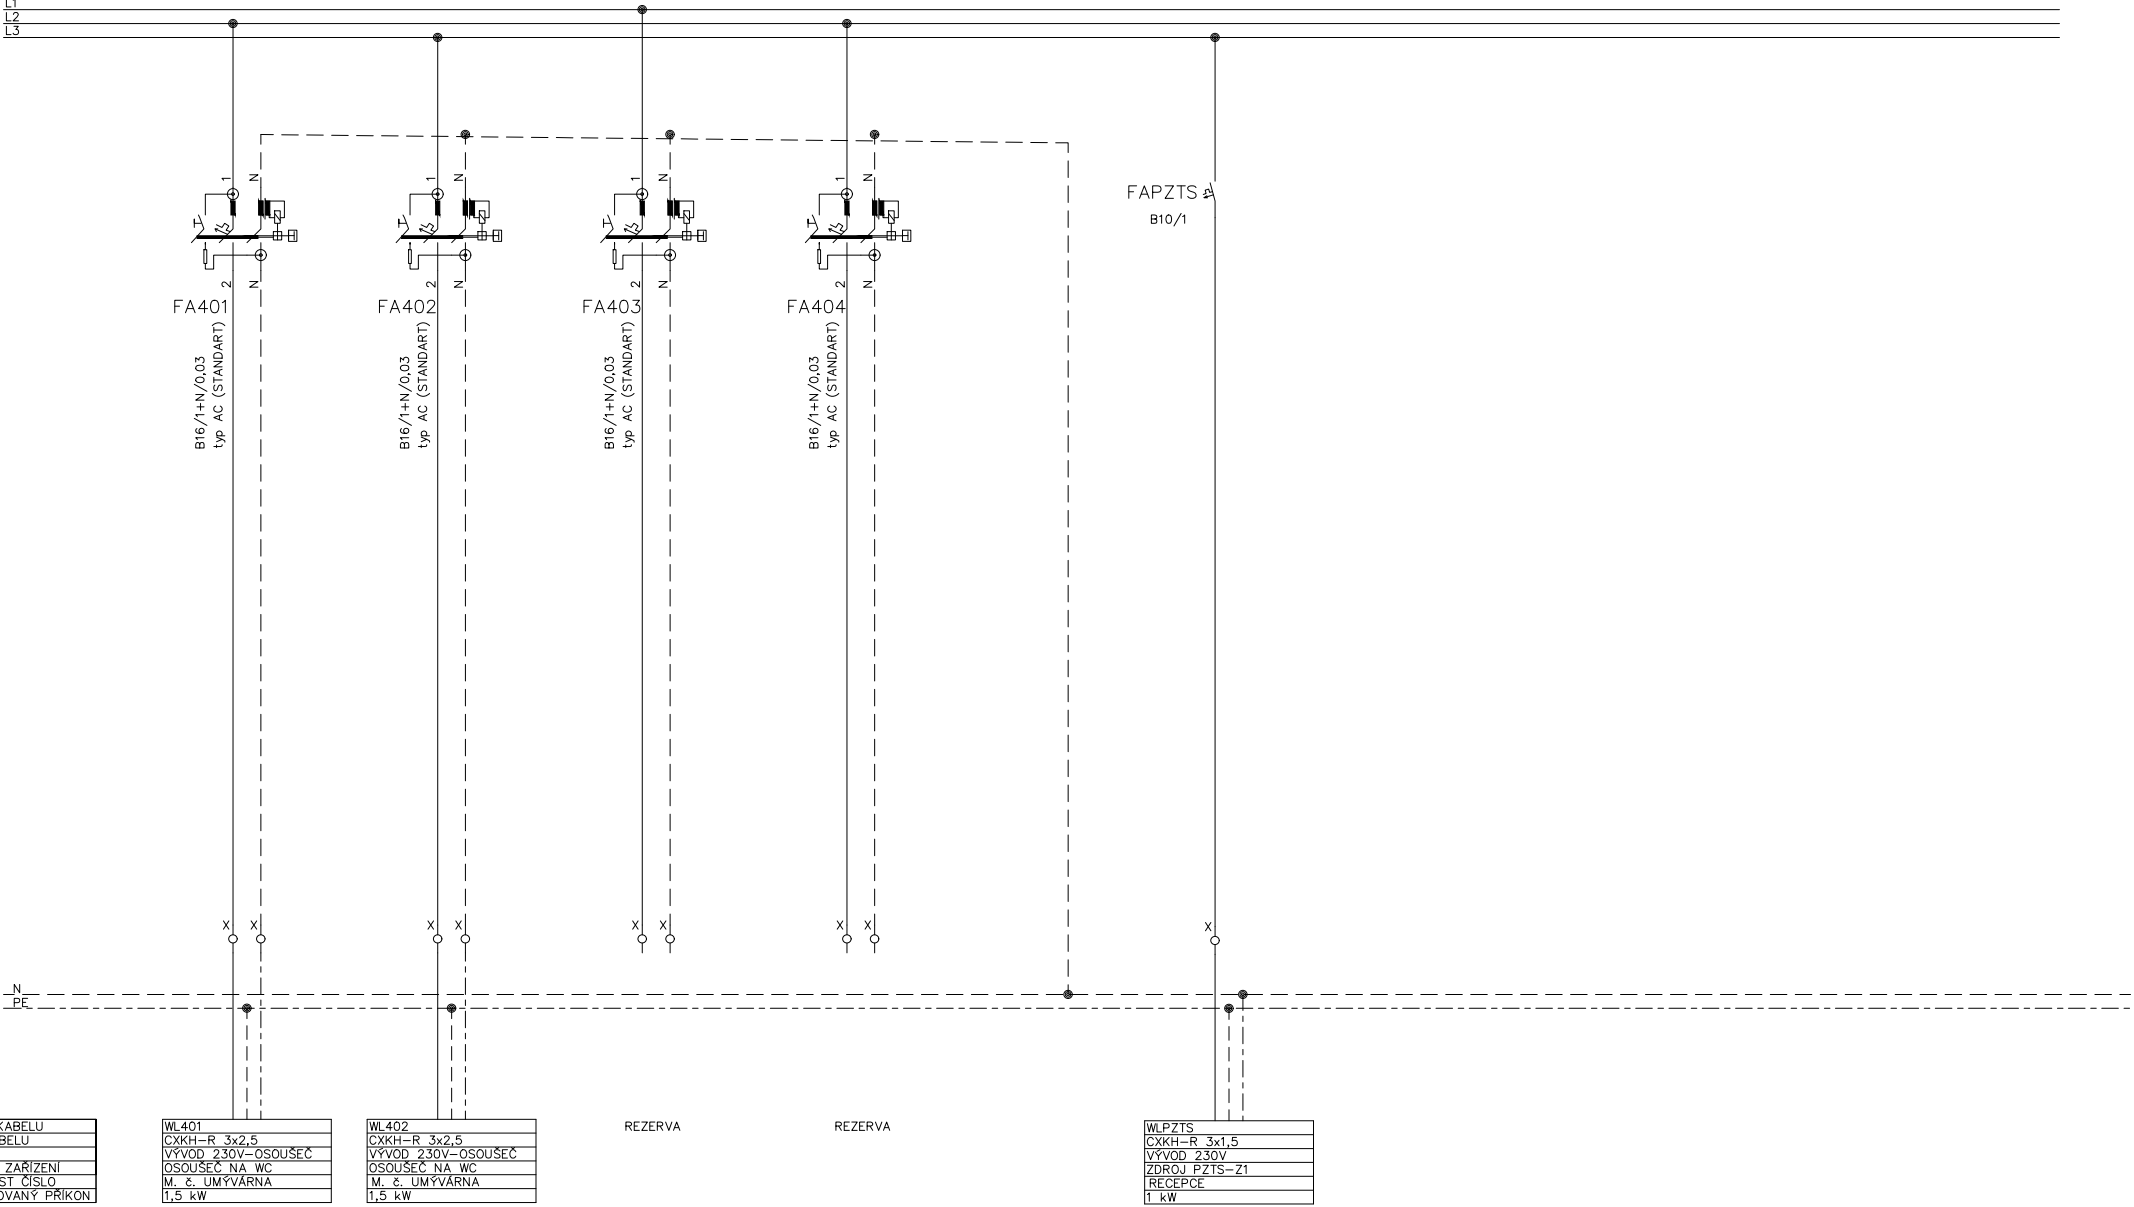 L1
L2
L3
1 N
1 N
1 N
1 N
FAPZTS
B10/1
2 N
2 N
2 N
2 N
FA401
FA402
FA403
FA404
B16/1+N/0,03
typ AC (STANDART)
B16/1+N/0,03
typ AC (STANDART)
B16/1+N/0,03
typ AC (STANDART)
B16/1+N/0,03
typ AC (STANDART)
X X
X X
X X
X X
X
N
PE
KABELU
BELU
ZAŘÍZENÍ
ST ČÍSLO
OVANÝ PŘÍKON
WL401
CXKH-R 3x2,5
VÝVOD 230V-OSOUŠEČ
OSOUŠEČ NA WC
M. č. UMÝVÁRNA
1,5 kW
WL402
CXKH-R 3x2,5
VÝVOD 230V-OSOUŠEČ
OSOUŠEČ NA WC
M. č. UMÝVÁRNA
1,5 kW
REZERVA
REZERVA
WLPZTS
CXKH-R 3x1,5
VÝVOD 230V
ZDROJ PZTS-Z1
RECEPCE
1 kW